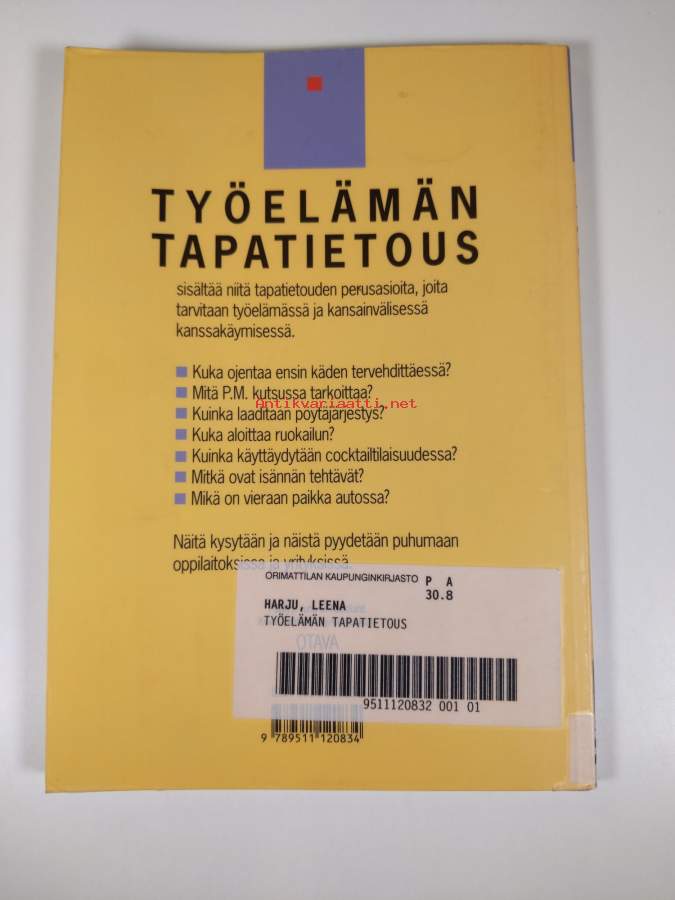 TYÖELÄMÄN
TAPATIETOUS
sisältää niitä tapatietouden perusasioita, joita
tarvitaan työelämässä ja kansainvälisessä
kanssakäymisessä.
Kuka ojentaa ensin käden tervehdittäessä?
Mitä P.M. kutsussa tarkoittaa?
Antikvariaatti.net
Kuinka laaditaan pöytäjärjestys?
Kuka aloittaa ruokailun?
Kuinka käyttäydytään cocktailtilaisuudessa?
Mitkä ovat isännän tehtävät?
Mikä on vieraan paikka autossa?
Näitä kysytään ja näistä pyydetään puhumaan
oppilaitoksissa ja yrityksissä.
ORIMATTILAN KAUPUNGINKIRJASTO P A
30.8
HARJU, LEENA
TYÖELÄMÄN TAPATIETOUS
OTAVA
9511120832 001 01
9 789511 120834